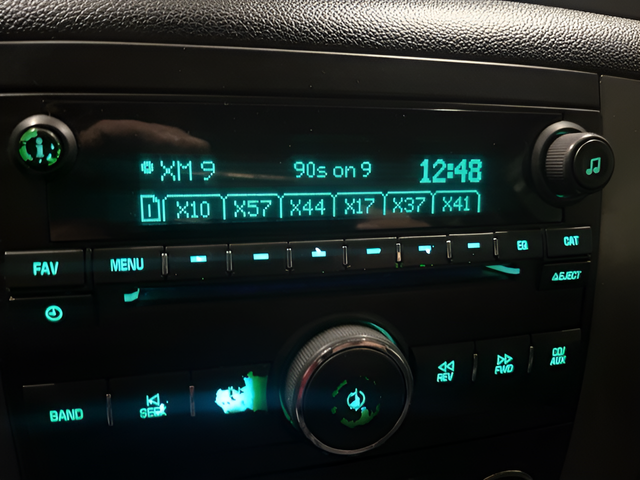 XM 9 90s on 9 12:48
1 X10 X57 X44 X17 X37 X41
FAV MENU EQ CAT
EJECT
BAND SEEK REV FWD CD/AUX